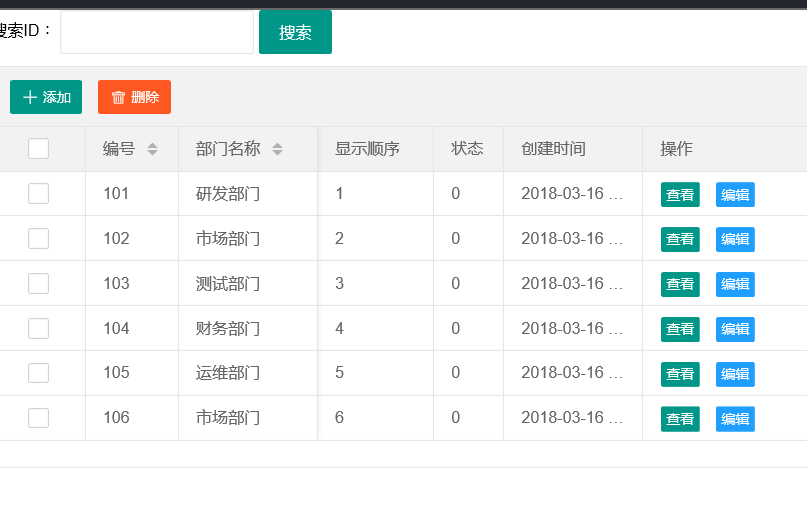 搜索ID：
搜索
添加 删除
编号 部门名称 显示顺序 状态 创建时间 操作
101 研发部门 1 0 2018-03-16 ... 查看 编辑
102 市场部门 2 0 2018-03-16 ... 查看 编辑
103 测试部门 3 0 2018-03-16 ... 查看 编辑
104 财务部门 4 0 2018-03-16 ... 查看 编辑
105 运维部门 5 0 2018-03-16 ... 查看 编辑
106 市场部门 6 0 2018-03-16 ... 查看 编辑